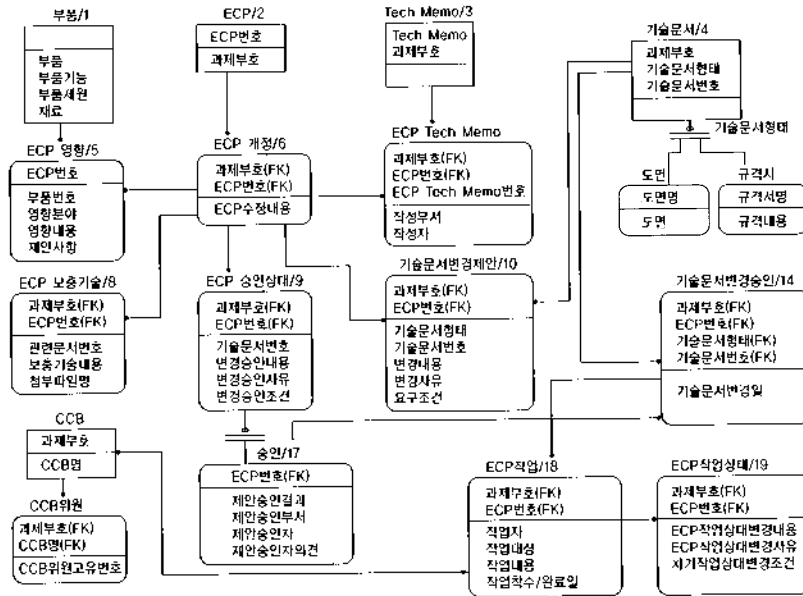 부품/1
부품
부품기능
부품제원
재료
ECP/2
ECP번호
과제부호
Tech Memo/3
Tech Memo
과제부호
기술문서/4
과제부호
기술문서형태
기술문서번호
기술문서형태
도면
도면명
도면
규격서
규격서명
규격내용
ECP 영향/5
ECP번호
부품번호
영향분야
영향내용
제안사항
ECP 개정/6
과제부호(FK)
ECP번호(FK)
ECP수정내용
ECP Tech Memo
과제부호(FK)
ECP번호(FK)
ECP Tech Memo번호
작성부서
작성자
ECP 보충기술/8
과제부호(FK)
ECP번호(FK)
관련문서번호
보충기술내용
첨부파일명
ECP 승인상태/9
과제부호(FK)
ECP번호(FK)
기술문서번호
변경승인내용
변경승인사유
변경승인조건
기술문서변경제안/10
과제부호(FK)
ECP번호(FK)
기술문서형태
기술문서번호
변경내용
변경사유
요구조건
기술문서변경승인/14
과제부호(FK)
ECP번호(FK)
기술문서형태(FK)
기술문서번호(FK)
기술문서변경일
CCB
과제부호
CCB명
CCB위원
과제부호(FK)
CCB명(FK)
CCB위원고유번호
승인/17
ECP번호(FK)
제안승인결과
제안승인부서
제안승인자
제안승인자의견
ECP작업/18
과제부호(FK)
ECP번호(FK)
작업자
작업대상
작업내용
작업착수/완료일
ECP작업상태/19
과제부호(FK)
ECP번호(FK)
ECP작업상태변경내용
ECP작업상태변경사유
차기작업상태변경조건